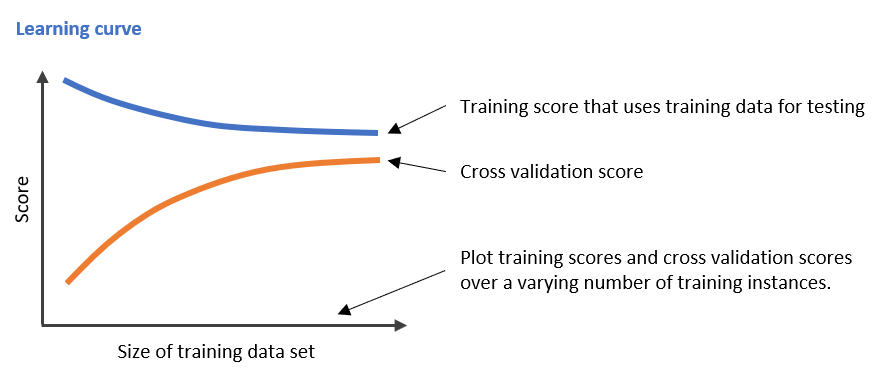 Learning curve
Training score that uses training data for testing
Cross validation score
Score
Plot training scores and cross validation scores
over a varying number of training instances.
Size of training data set